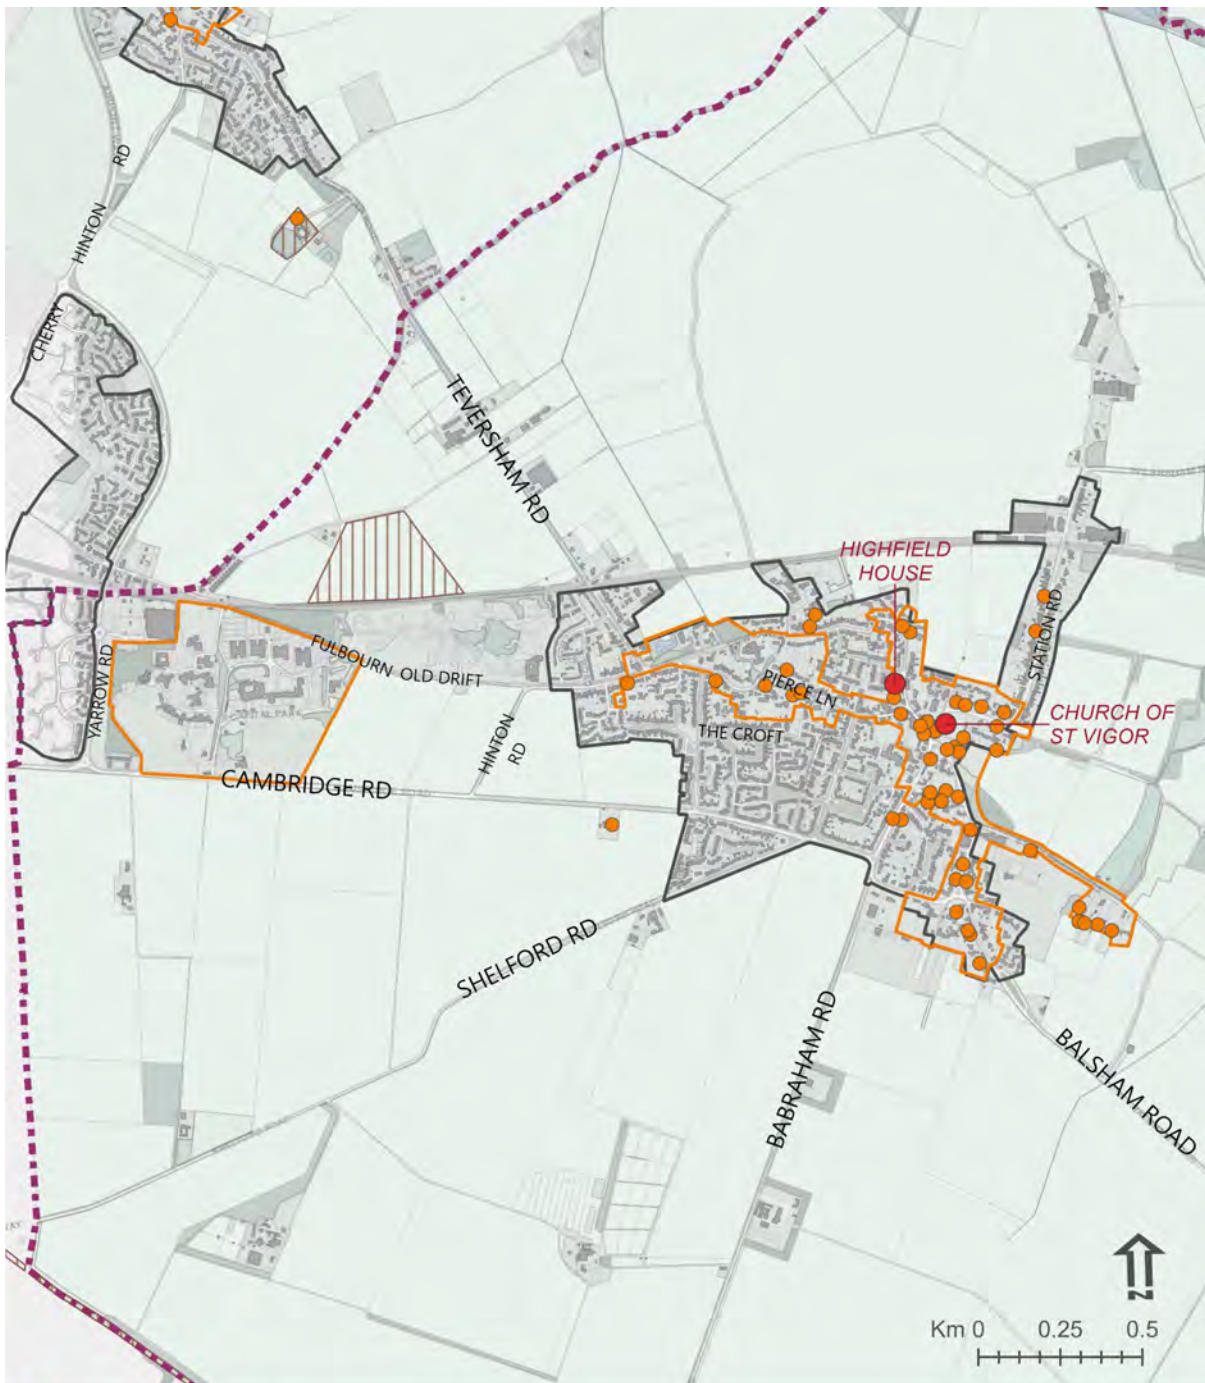 RD
HINTON
CHERRY
TEVERSHAM RD
HIGHFIELD
HOUSE
STATION RD
FULBOURN OLD DRIFT
YARROW RD
PIERCE LN
THE CROFT
CHURCH OF
ST VIGOR
HINTON
RD
CAMBRIDGE RD
SHELFORD RD
BABRAHAM RD
BALSHAM ROAD
N
Km 0 0.25 0.5